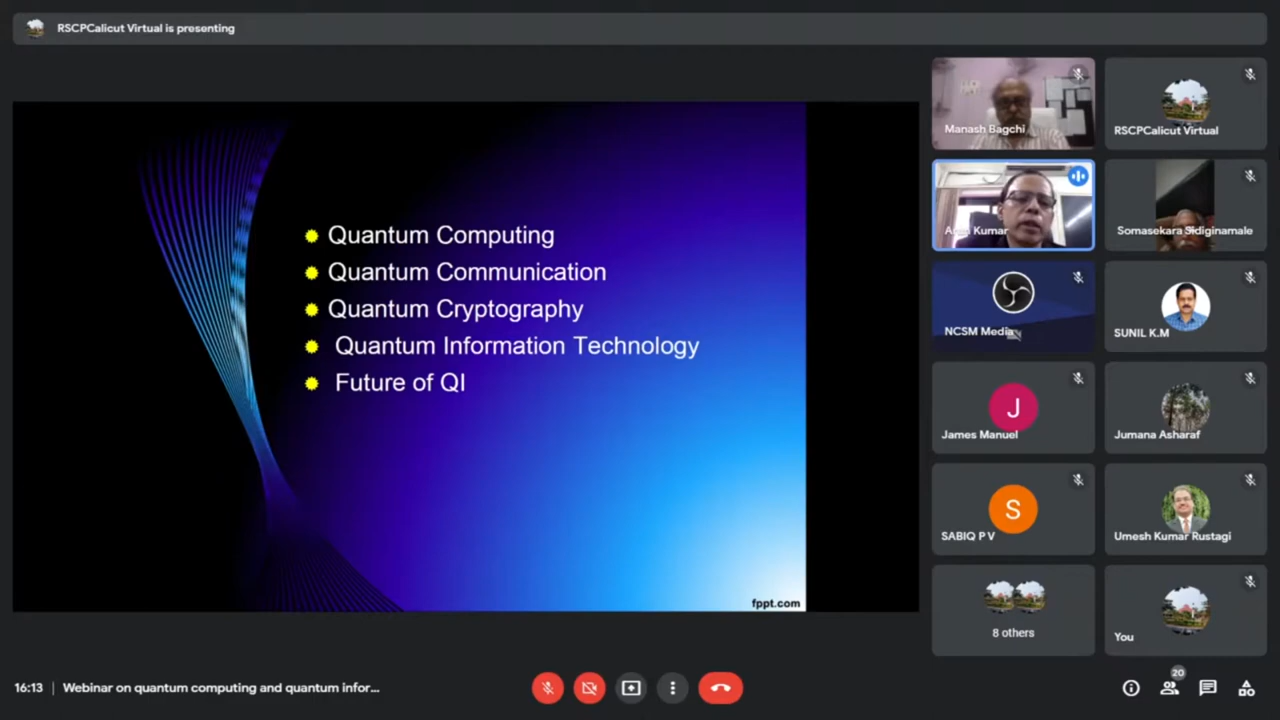 RSCPCalicut Virtual is presenting
Quantum Computing
Quantum Communication
Quantum Cryptography
Quantum Information Technology
Future of QI
fppt.com
Manash Bagchi
RSCPCalicut Virtual
Kumar
Somasekara Sidiginamale
NCSM Media
SUNIL K.M
J
James Manuel
Jumana Asharaf
S
SABIQ P V
Umesh Kumar Rustagi
8 others
You
16:13 | Webinar on quantum computing and quantum infor...
20